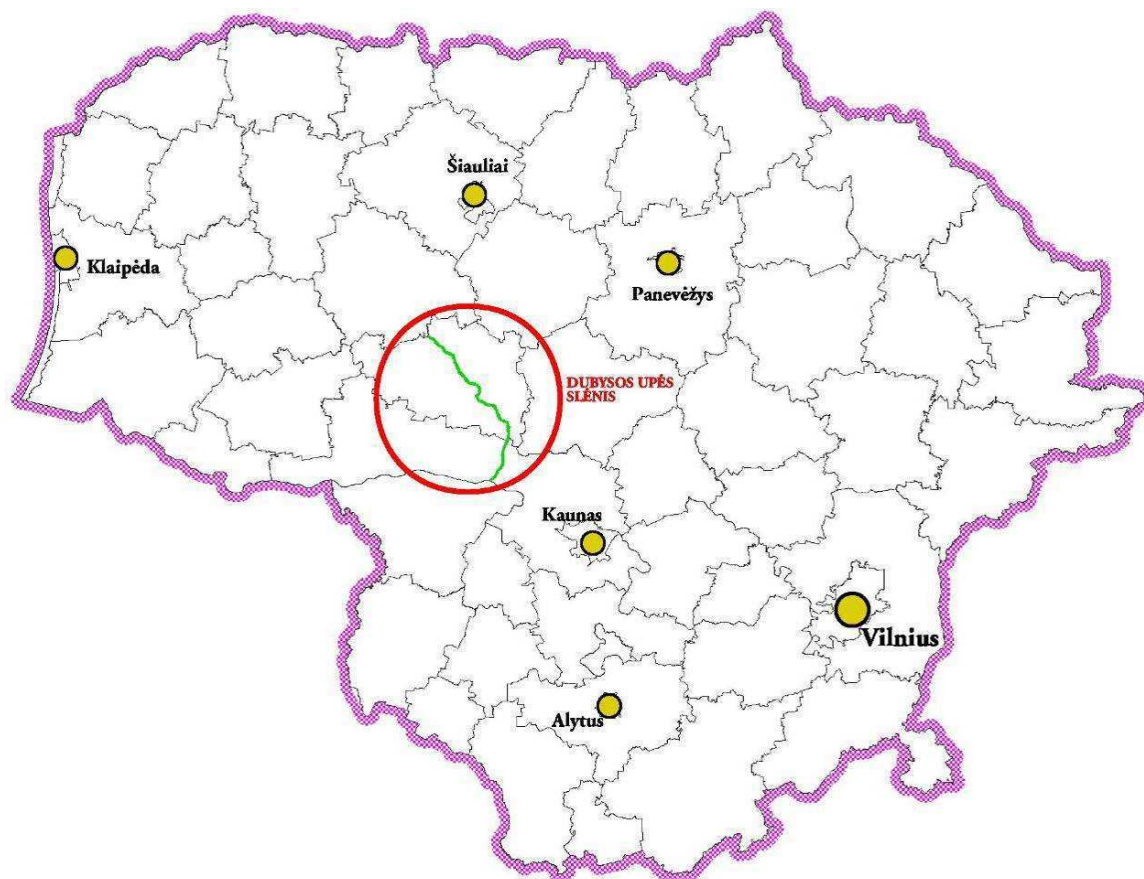 Šiauliai
Klaipėda
Panevėžys
DUBYSOS UPĖS
SLĖNIS
Kaunas
Vilnius
Alytus